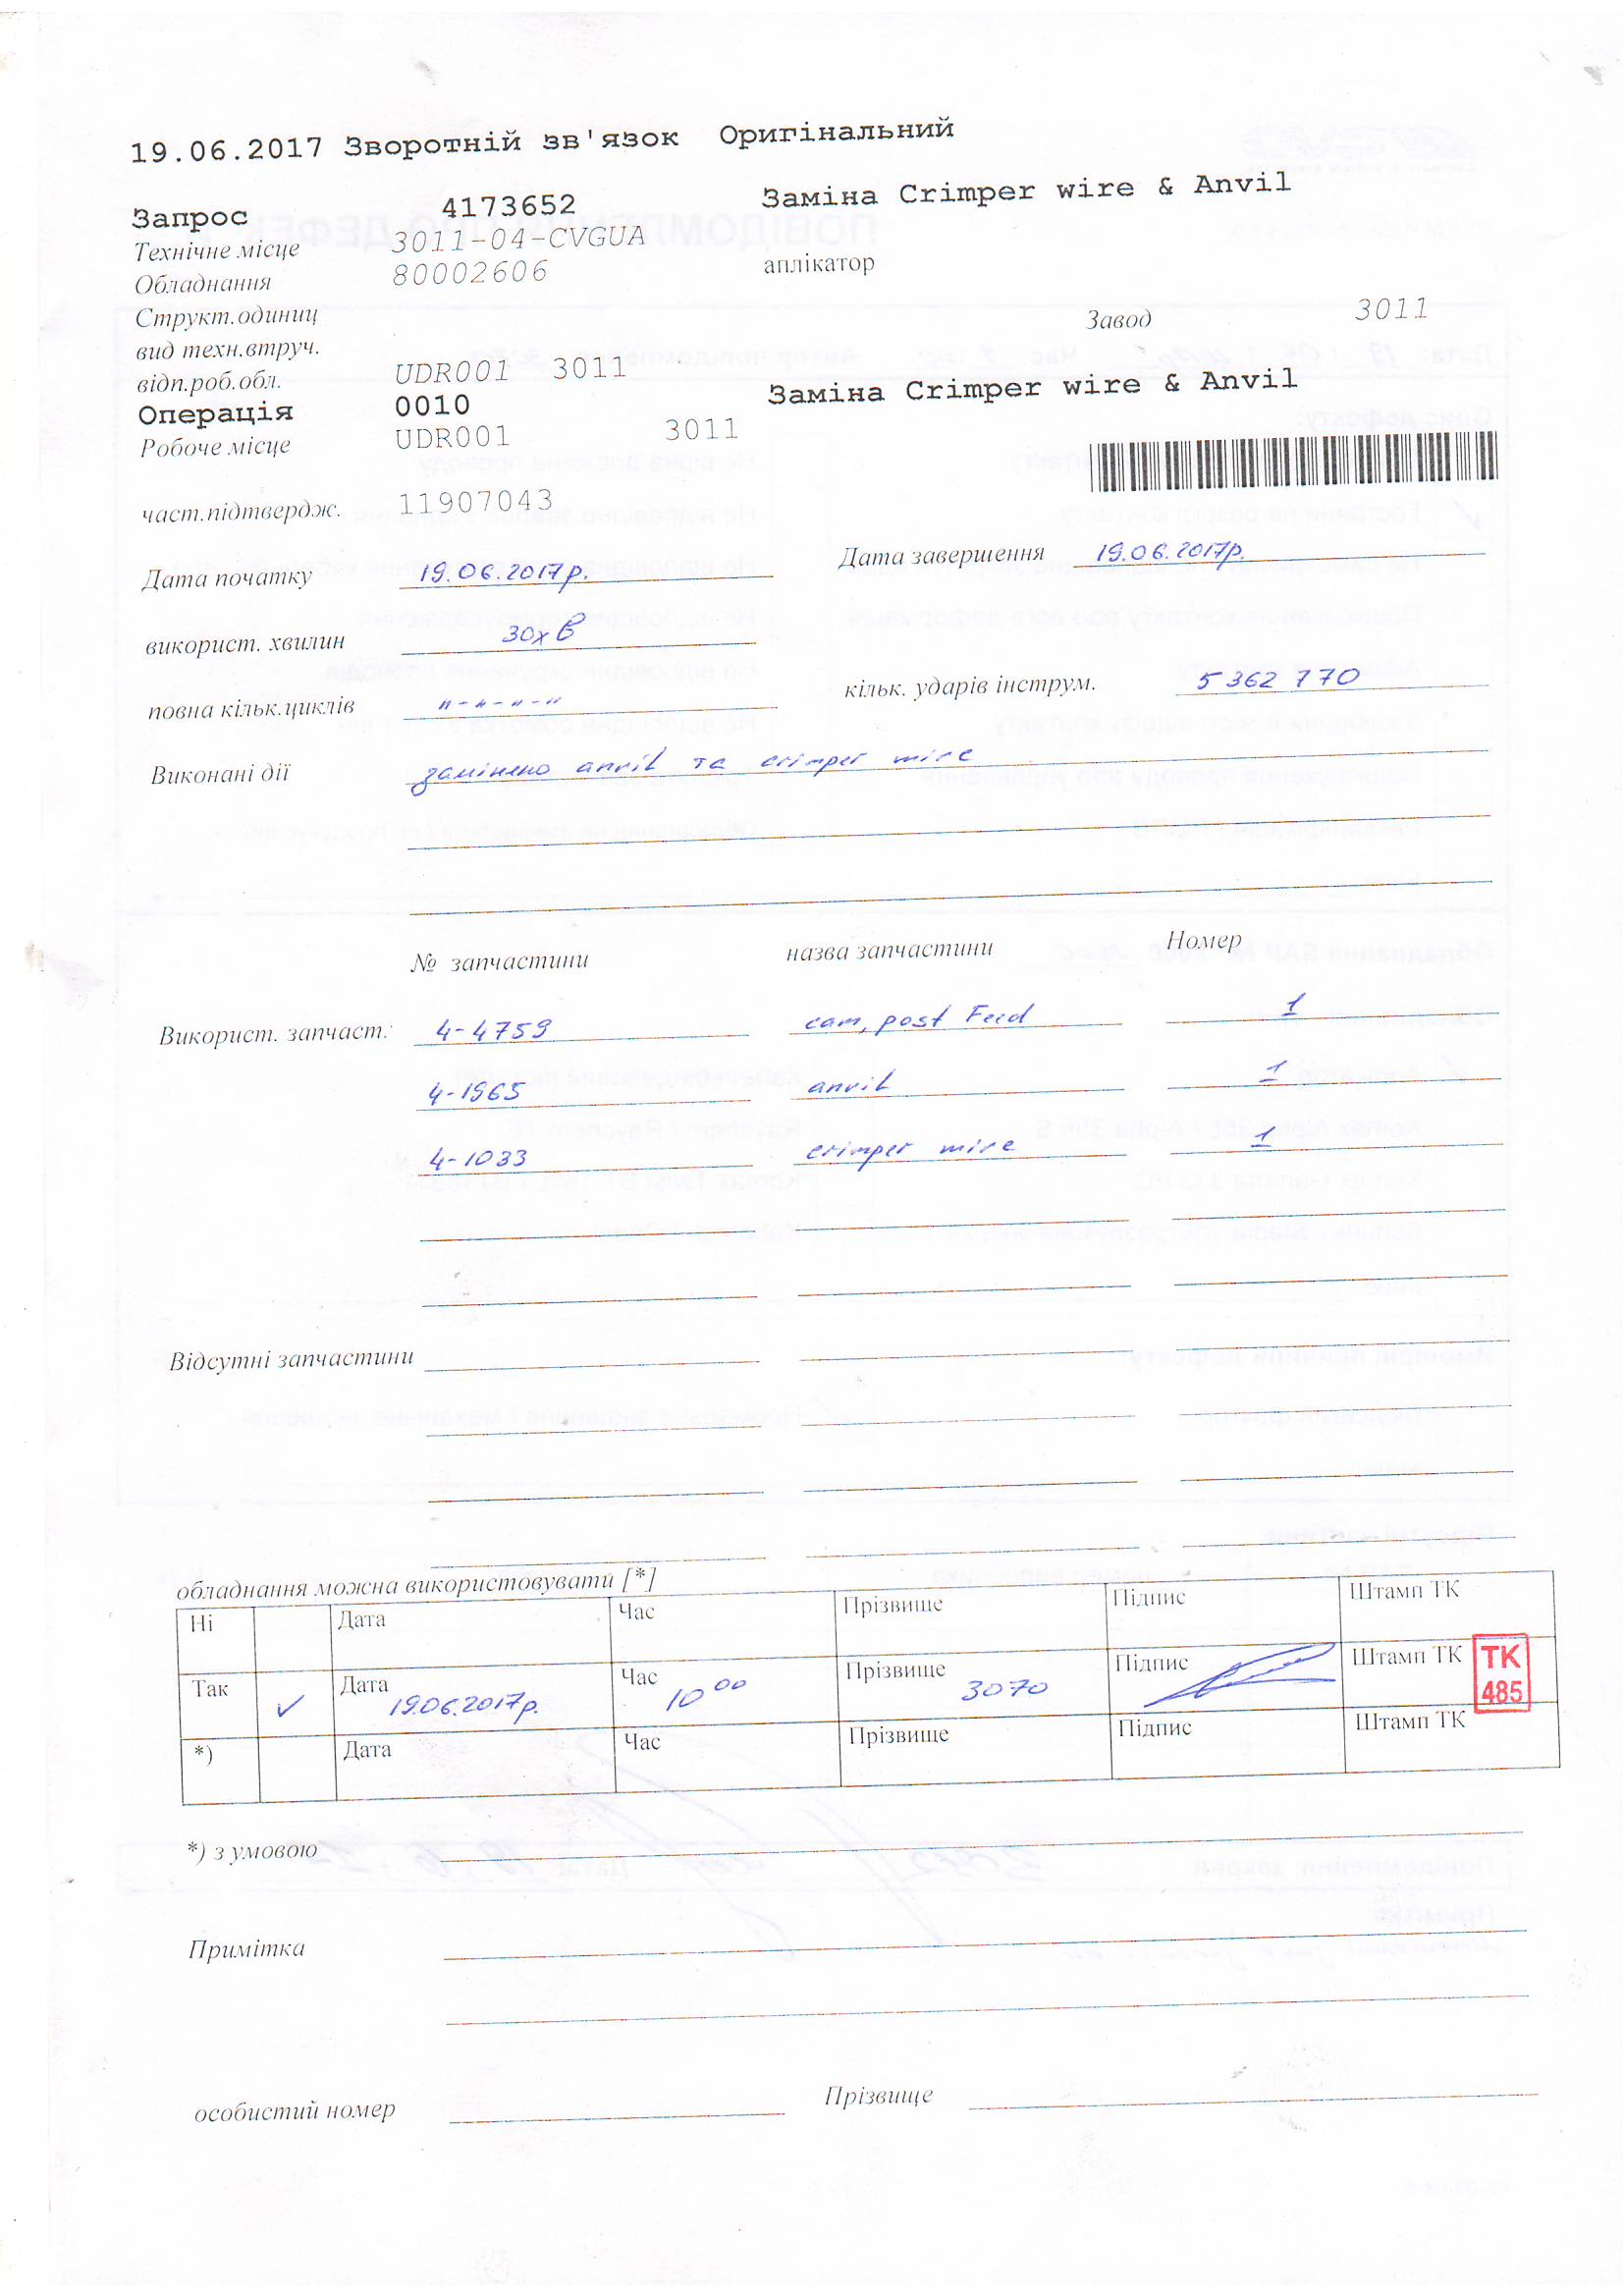 19.06.2017 Зворотній зв'язок Оригінальний
Запрос 4173652 Заміна Crimper wire & Anvil
Технічне місце 3011-04-CVGUA
Обладнання 80002606 аплікатор
Структ.одиниц Завод 3011
вид техн.втруч.
відп.роб.обл. UDR001 3011
Операція 0010 Заміна Crimper wire & Anvil
Робоче місце UDR001 3011
част.підтвердж. 11907043
Дата початку 19.06.2017р. Дата завершення 19.06.2017р.
використ. хвилин 30хв
повна кільк.циклів "-"-"-" кільк. ударів інструм. 5 362 770
Виконані дії замінено anvil та crimper wire
№ запчастини назва запчастини Номер
Використ. запчаст.: 4-4759 cam, post Feed 1
4-1965 anvil 1
4-1033 crimper wire 1
Відсутні запчастини
обладнання можна використовувати [*]
Ні Дата Час Прізвище Підпис Штамп ТК
Так ✓ Дата 19.06.2017р. Час 10 00 Прізвище 3070 Підпис Штамп ТК ТК 485
*) Дата Час Прізвище Підпис Штамп ТК
*) з умовою
Примітка
особистий номер Прізвище